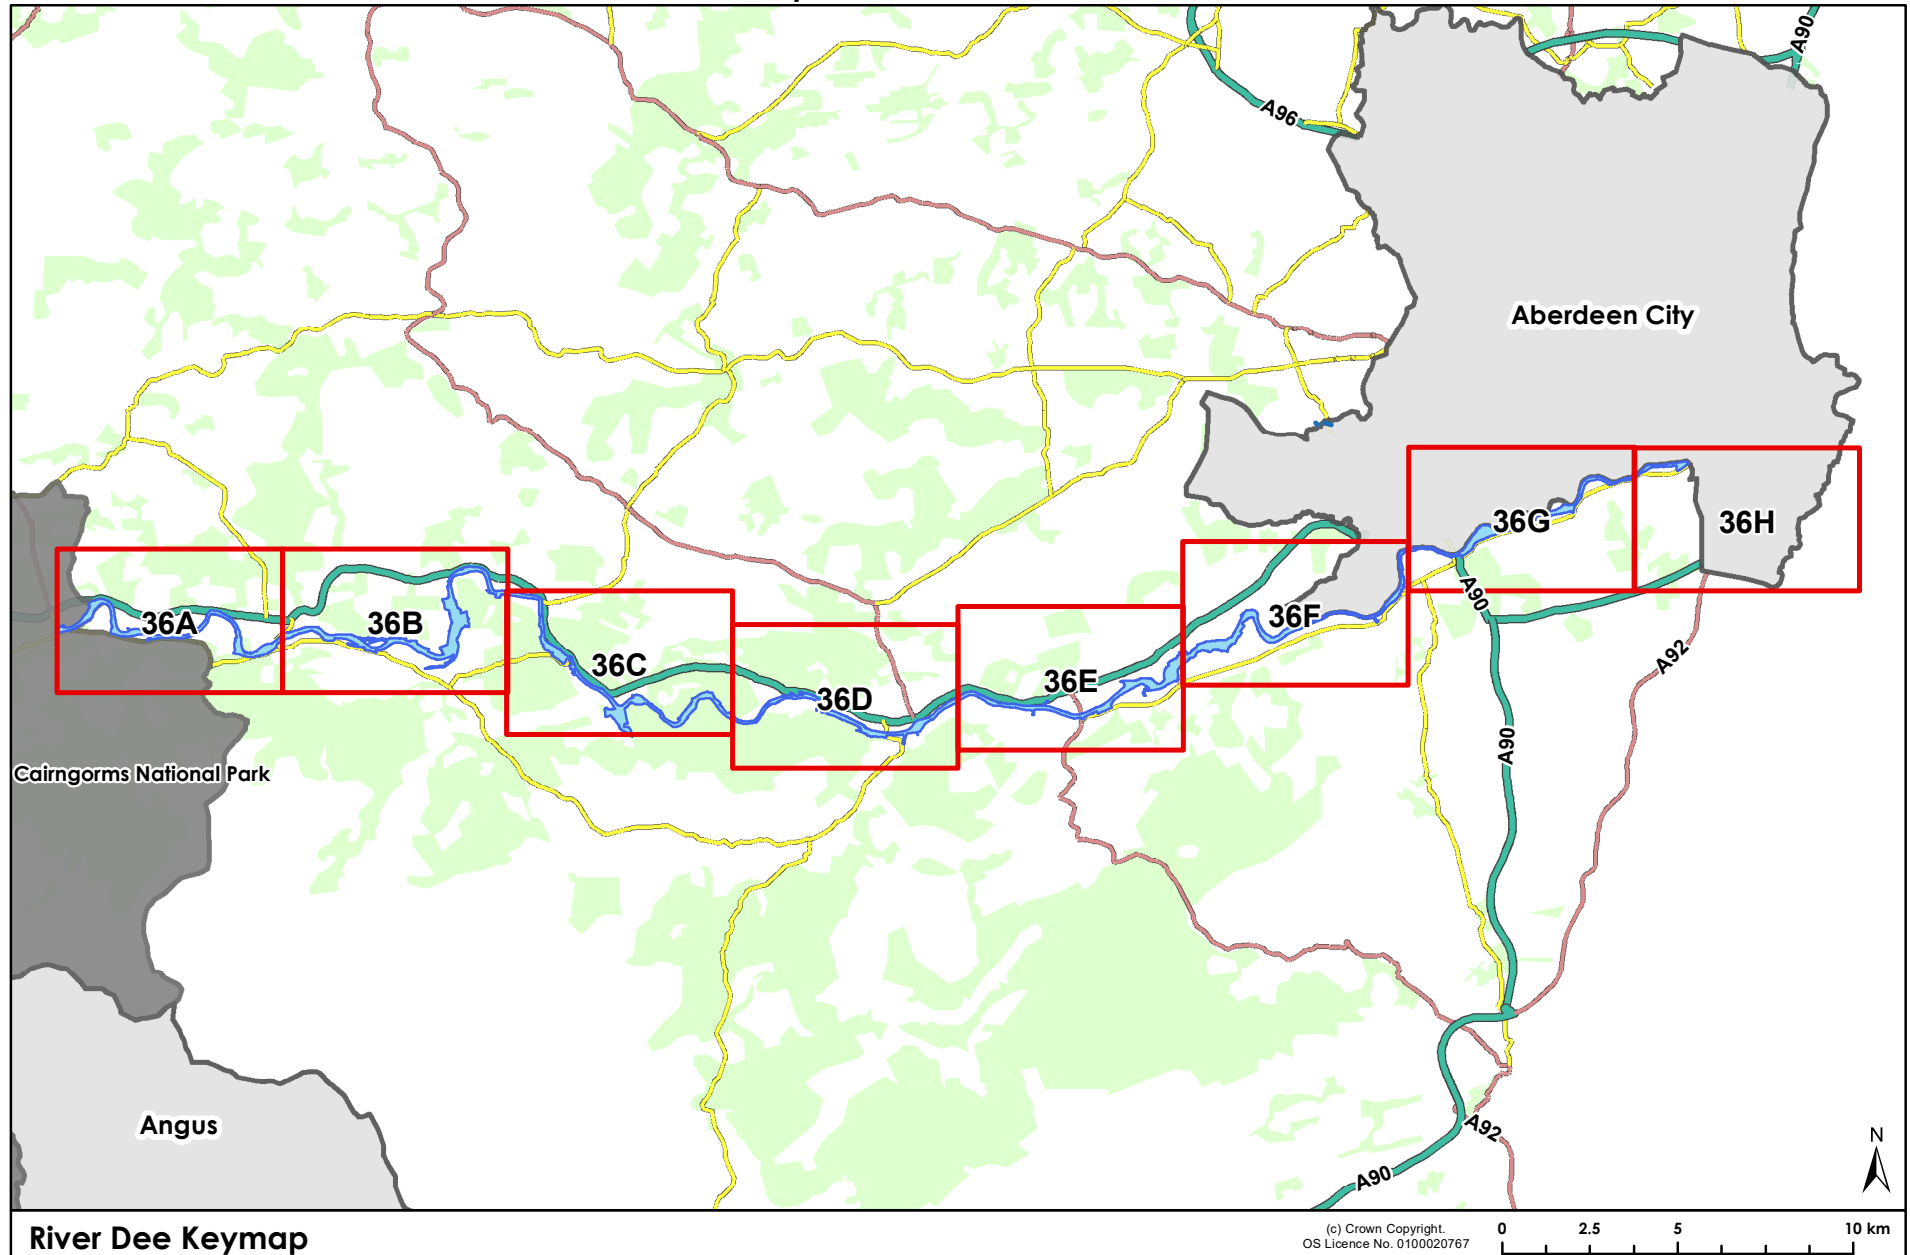 A90
A96
Aberdeen City
36G
36H
A90
36A
36B
36F
36C
36E
A92
36D
A90
Cairngorms National Park
Angus
A92
A90
N
River Dee Keymap
(c) Crown Copyright.
OS Licence No. 0100020767
0 2.5 5 10 km